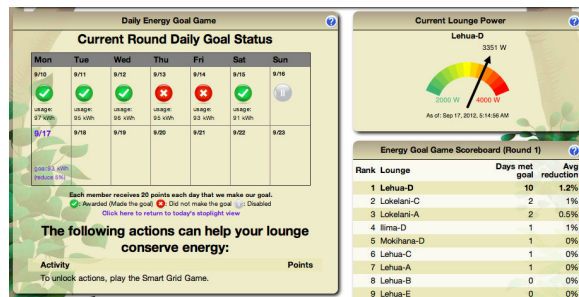 Daily Energy Goal Game
Current Round Daily Goal Status
Mon Tue Wed Thu Fri Sat Sun
9/10 9/11 9/12 9/13 9/14 9/15 9/16
usage: usage: usage: usage: usage: usage:
97 kWh 95 kWh 96 kWh 95 kWh 93 kWh 91 kWh
9/17 9/18 9/19 9/20 9/21 9/22 9/23
goal:93 kWh
(reduce 5%)
Each member receives 20 points each day that we make our goal.
: Awarded (Made the goal) : Did not make the goal : Disabled
Click here to return to today's stoplight view
The following actions can help your lounge
conserve energy:
Activity Points
To unlock actions, play the Smart Grid Game.
Current Lounge Power
Lehua-D
3351 W
2000 W 4000 W
As of: Sep 17, 2012, 5:14:56 AM
Energy Goal Game Scoreboard (Round 1)
Rank Lounge Days met goal Avg reduction
1 Lehua-D 10 1.2%
2 Lokelani-C 2 1%
3 Lokelani-A 2 0.5%
4 Ilima-D 1 1%
5 Mokihana-D 1 0%
6 Lehua-C 1 0%
7 Lehua-A 1 0%
8 Lehua-B 0 0%
9 Lehua-E 0 0%